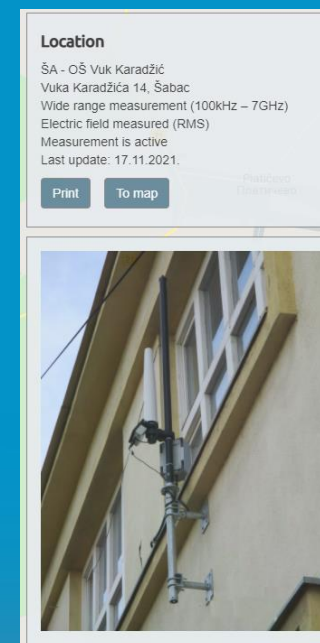 Location
ŠA - OŠ Vuk Karadžić
Vuka Karadžića 14, Šabac
Wide range measurement (100kHz – 7GHz)
Electric field measured (RMS)
Measurement is active
Last update: 17.11.2021.
Print To map